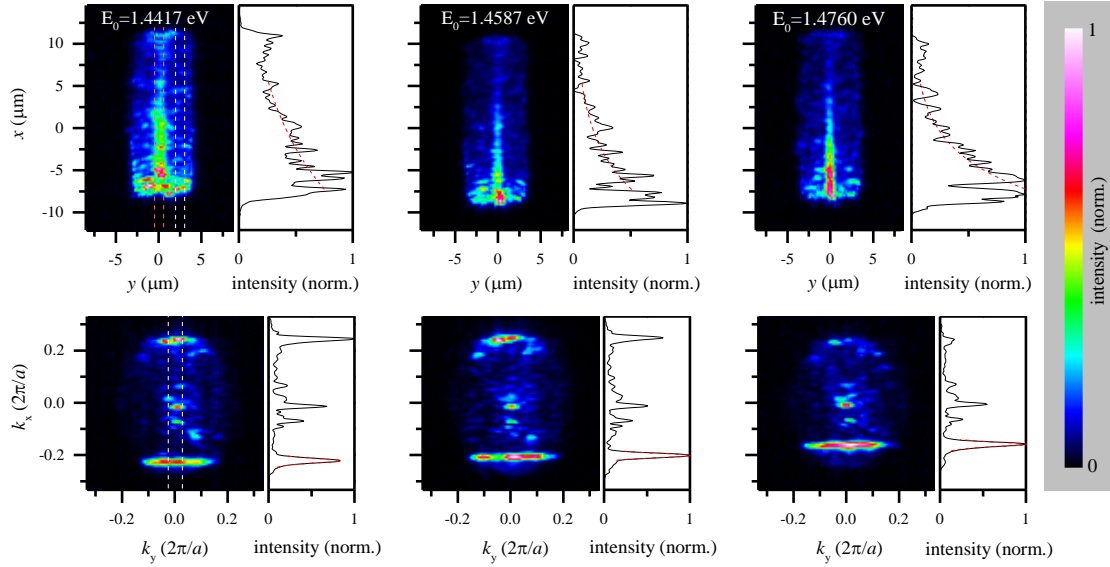 E₀=1.4417 eV
E₀=1.4587 eV
E₀=1.4760 eV
1
10
5
0
-5
-10
x (μm)
-5 0 5
0 1
-5 0 5
0 1
-5 0 5
0 1
y (μm) intensity (norm.)
y (μm) intensity (norm.)
y (μm) intensity (norm.)
intensity (norm.)
0.2
0.0
-0.2
kₓ (2π/a)
0
-0.2 0.0 0.2
0 1
-0.2 0.0 0.2
0 1
-0.2 0.0 0.2
0 1
k_y (2π/a) intensity (norm.)
k_y (2π/a) intensity (norm.)
k_y (2π/a) intensity (norm.)